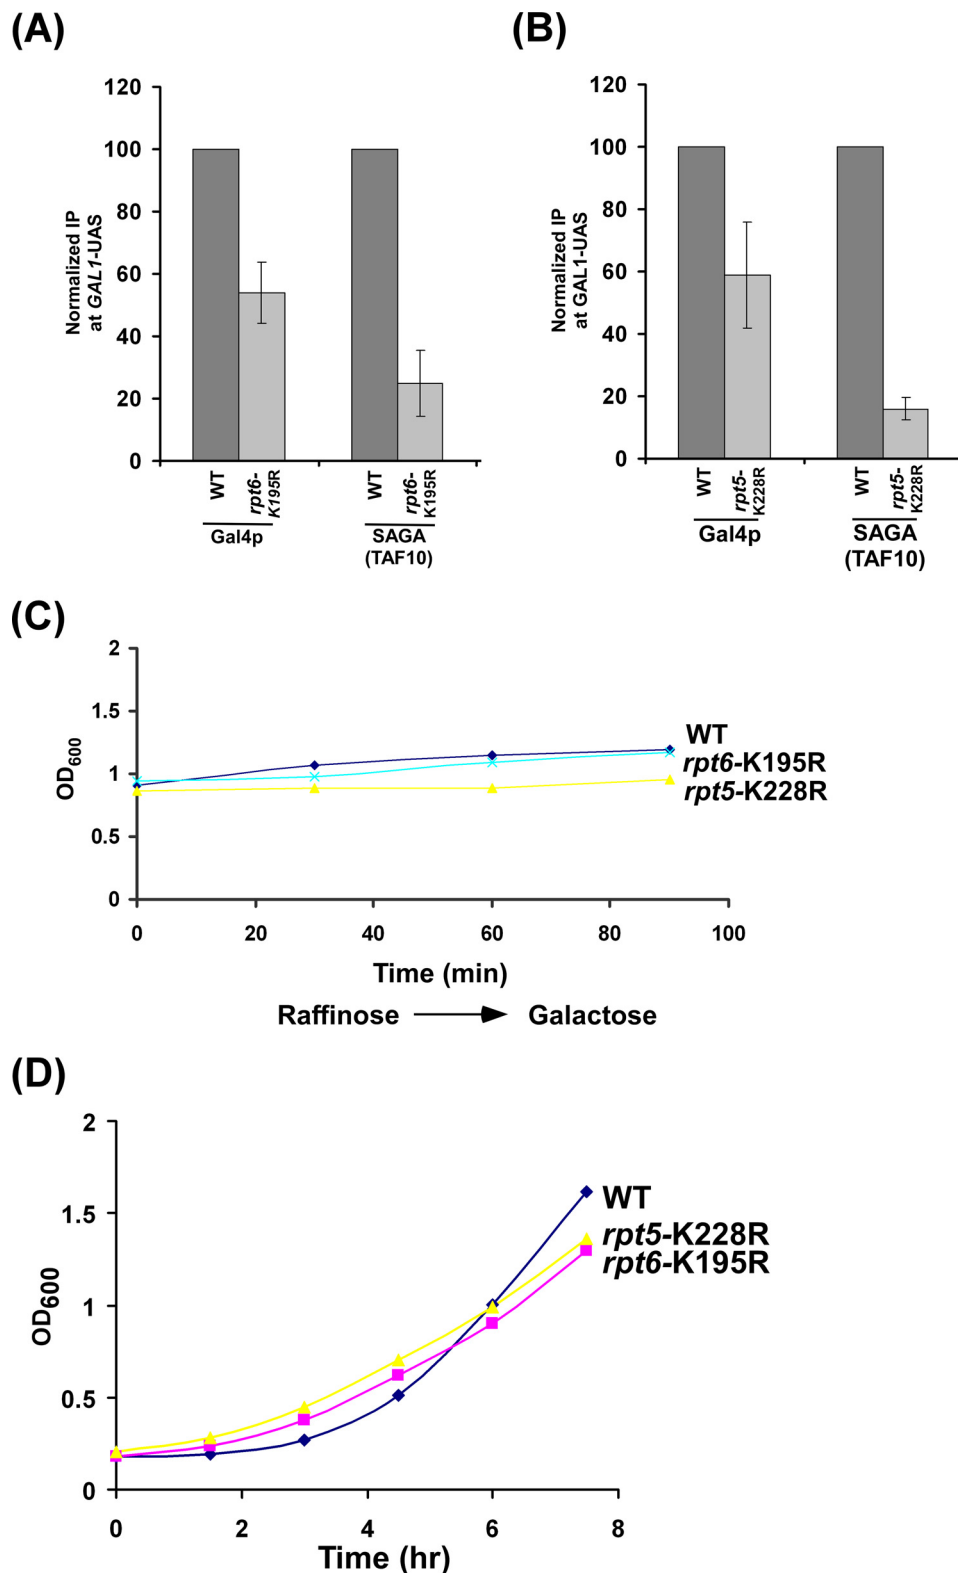 (A)
120
100
80
60
40
20
0
Normalized IP
at GAL1-UAS
WT
rpt6-
K195R
WT
rpt6-
K195R
Gal4p
SAGA
(TAF10)
(B)
120
100
80
60
40
20
0
Normalized IP
at GAL1-UAS
WT
rpt5-
K228R
WT
rpt5-
K228R
Gal4p
SAGA
(TAF10)
(C)
2
1.5
1
0.5
0
OD600
0 20 40 60 80 100
Time (min)
WT
rpt6-K195R
rpt5-K228R
Raffinose Galactose
(D)
2
1.5
1
0.5
0
OD600
0 2 4 6 8
Time (hr)
WT
rpt5-K228R
rpt6-K195R